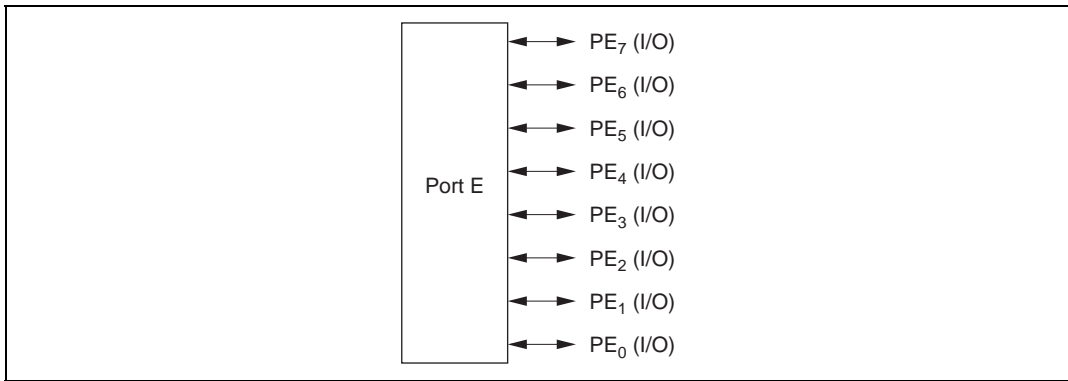 PE7 (I/O)
PE6 (I/O)
PE5 (I/O)
PE4 (I/O)
Port E
PE3 (I/O)
PE2 (I/O)
PE1 (I/O)
PE0 (I/O)